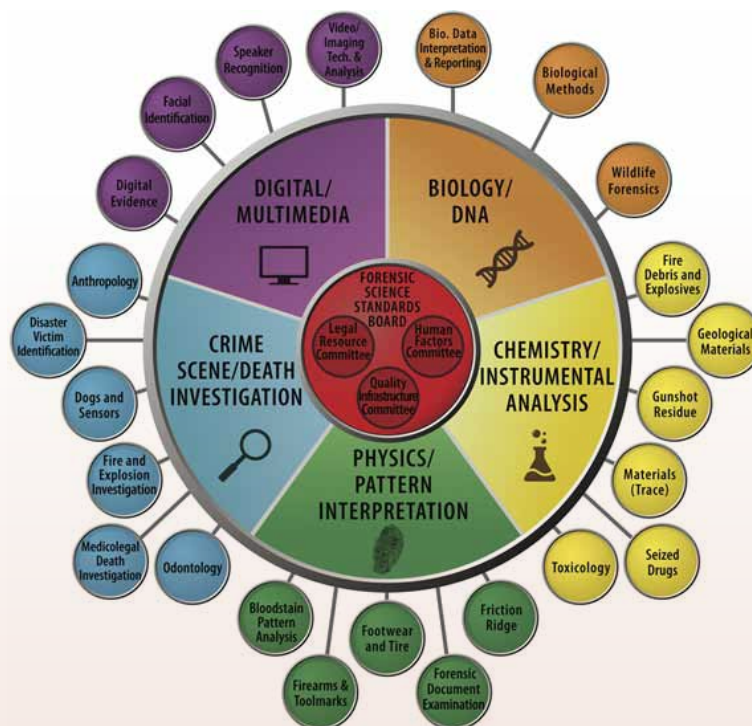 Video/
Imaging
Tech. &
Analysis
Bio. Data
Interpretation
& Reporting
Speaker
Recognition
Biological
Methods
Facial
Identification
Wildlife
Forensics
Digital
Evidence
DIGITAL/
MULTIMEDIA
BIOLOGY/
DNA
Anthropology
Fire
Debris and
Explosives
FORENSIC
SCIENCE
STANDARDS
BOARD
Legal
Resource
Committee
Human
Factors
Committee
Quality
Infrastructure
Committee
Disaster
Victim
Identification
Geological
Materials
CRIME
SCENE/DEATH
INVESTIGATION
CHEMISTRY/
INSTRUMENTAL
ANALYSIS
Dogs and
Sensors
Gunshot
Residue
PHYSICS/
PATTERN
INTERPRETATION
Fire and
Explosion
Investigation
Materials
(Trace)
Medicolegal
Death
Investigation
Odontology
Toxicology
Seized
Drugs
Bloodstain
Pattern
Analysis
Footwear
and Tire
Friction
Ridge
Firearms &
Toolmarks
Forensic
Document
Examination